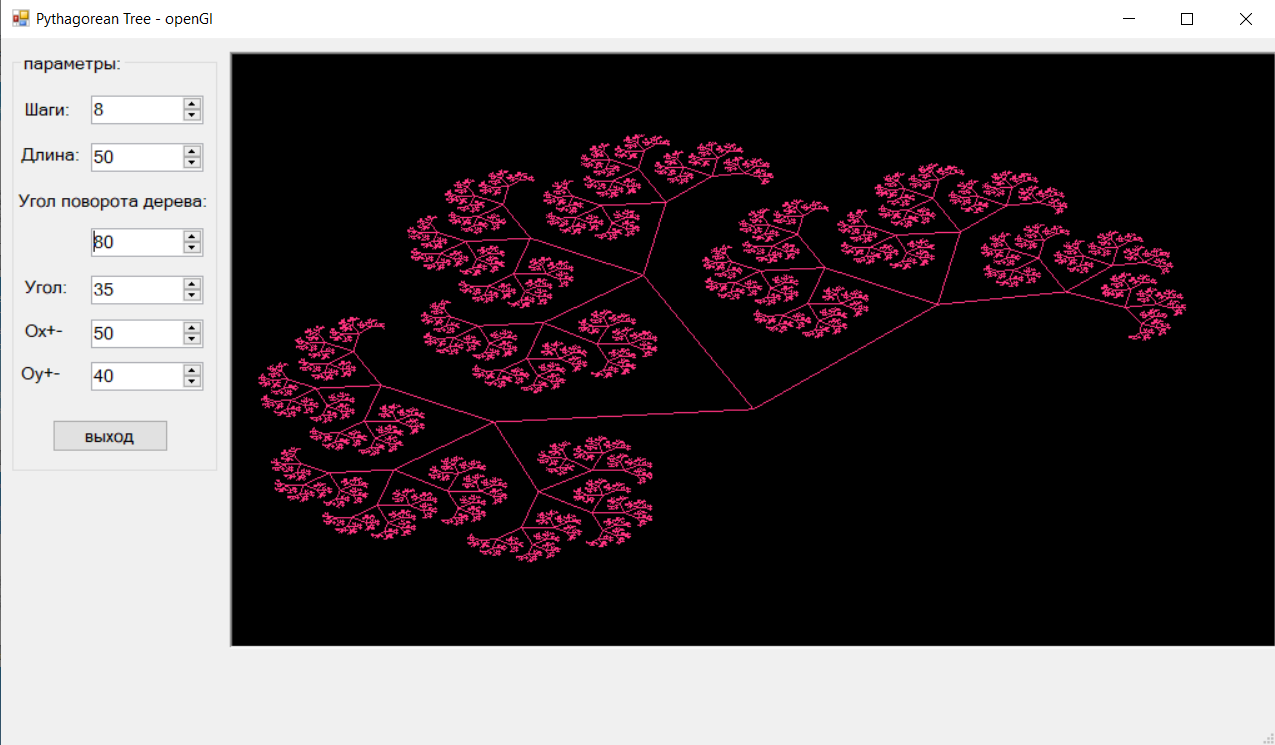 Pythagorean Tree - openGl
параметры:
Шаги: 8
Длина: 50
Угол поворота дерева:
80
Угол: 35
Ox+- 50
Oy+- 40
выход